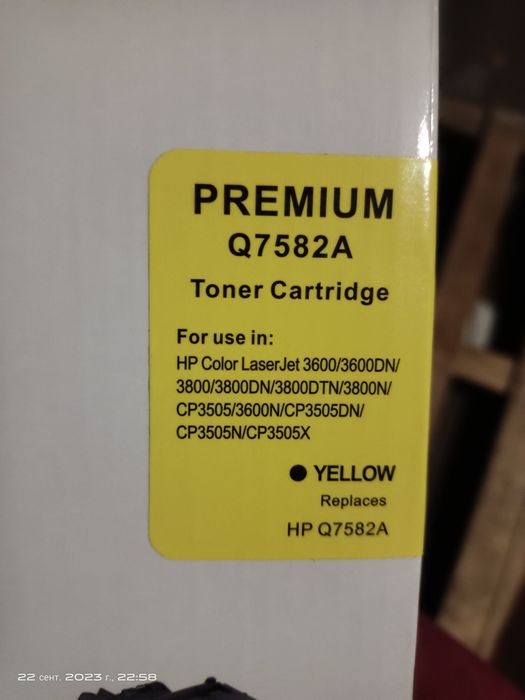 PREMIUM
Q7582A
Toner Cartridge
For use in:
HP Color LaserJet 3600/3600DN/
3800/3800DN/3800DTN/3800N/
CP3505/3600N/CP3505DN/
CP3505N/CP3505X
YELLOW
Replaces
HP Q7582A
22 сент. 2023 г., 22:58